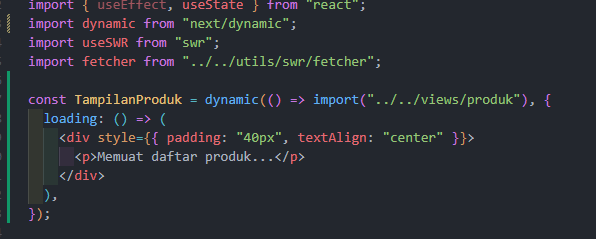 import { useEffect, useState } from "react";
import dynamic from "next/dynamic";
import useSWR from "swr";
import fetcher from "../../utils/swr/fetcher";
const TampilanProduk = dynamic(() => import("../../views/produk"), {
loading: () => (
<div style={{ padding: "40px", textAlign: "center" }}>
<p>Memuat daftar produk...</p>
</div>
),
});